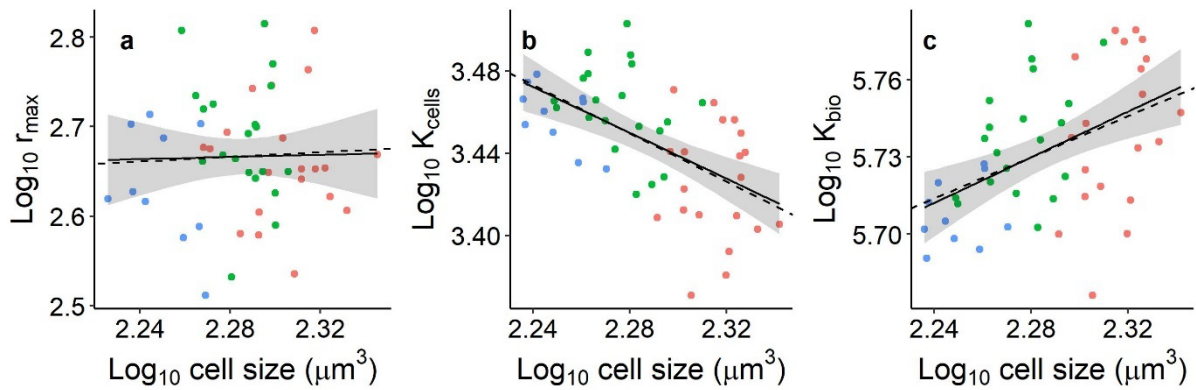 a
Log₁₀ rmax
2.8
2.7
2.6
2.5
2.24 2.28 2.32
Log₁₀ cell size (μm³)
b
Log₁₀ Kcells
3.48
3.44
3.40
2.24 2.28 2.32
Log₁₀ cell size (μm³)
c
Log₁₀ Kbio
5.76
5.73
5.70
2.24 2.28 2.32
Log₁₀ cell size (μm³)